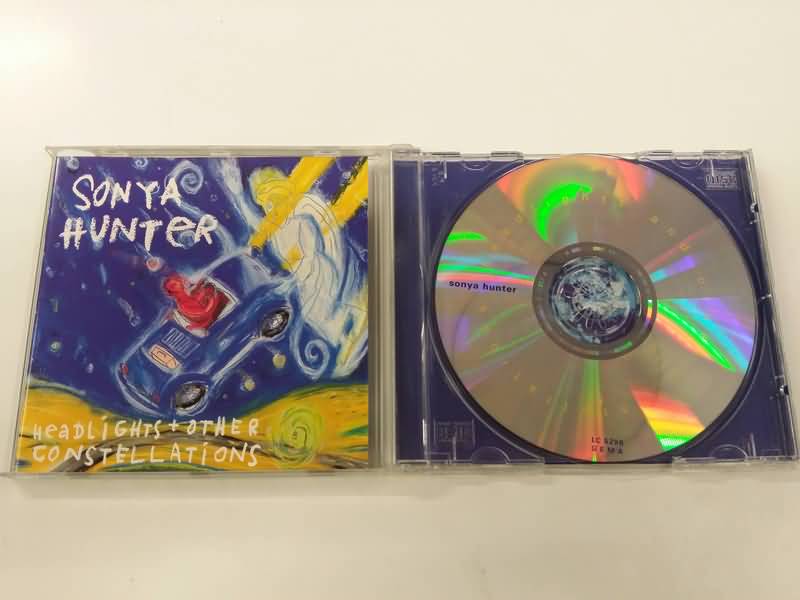 SONYA
HUNTER
HEADLIGHTS + OTHER
CONSTELLATIONS
sonya hunter
LC 5298
GEMA